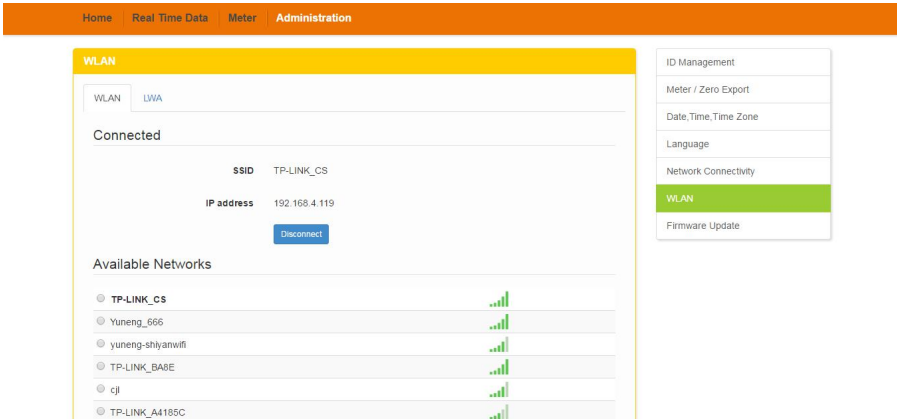 Home Real Time Data Meter Administration
WLAN
WLAN LWA
Connected
SSID TP-LINK_CS
IP address 192.168.4.119
Disconnect
Available Networks
TP-LINK_CS
Yuneng_666
yuneng-shiyanwifi
TP-LINK_BA8E
cjl
TP-LINK_A4185C
ID Management
Meter / Zero Export
Date,Time,Time Zone
Language
Network Connectivity
WLAN
Firmware Update